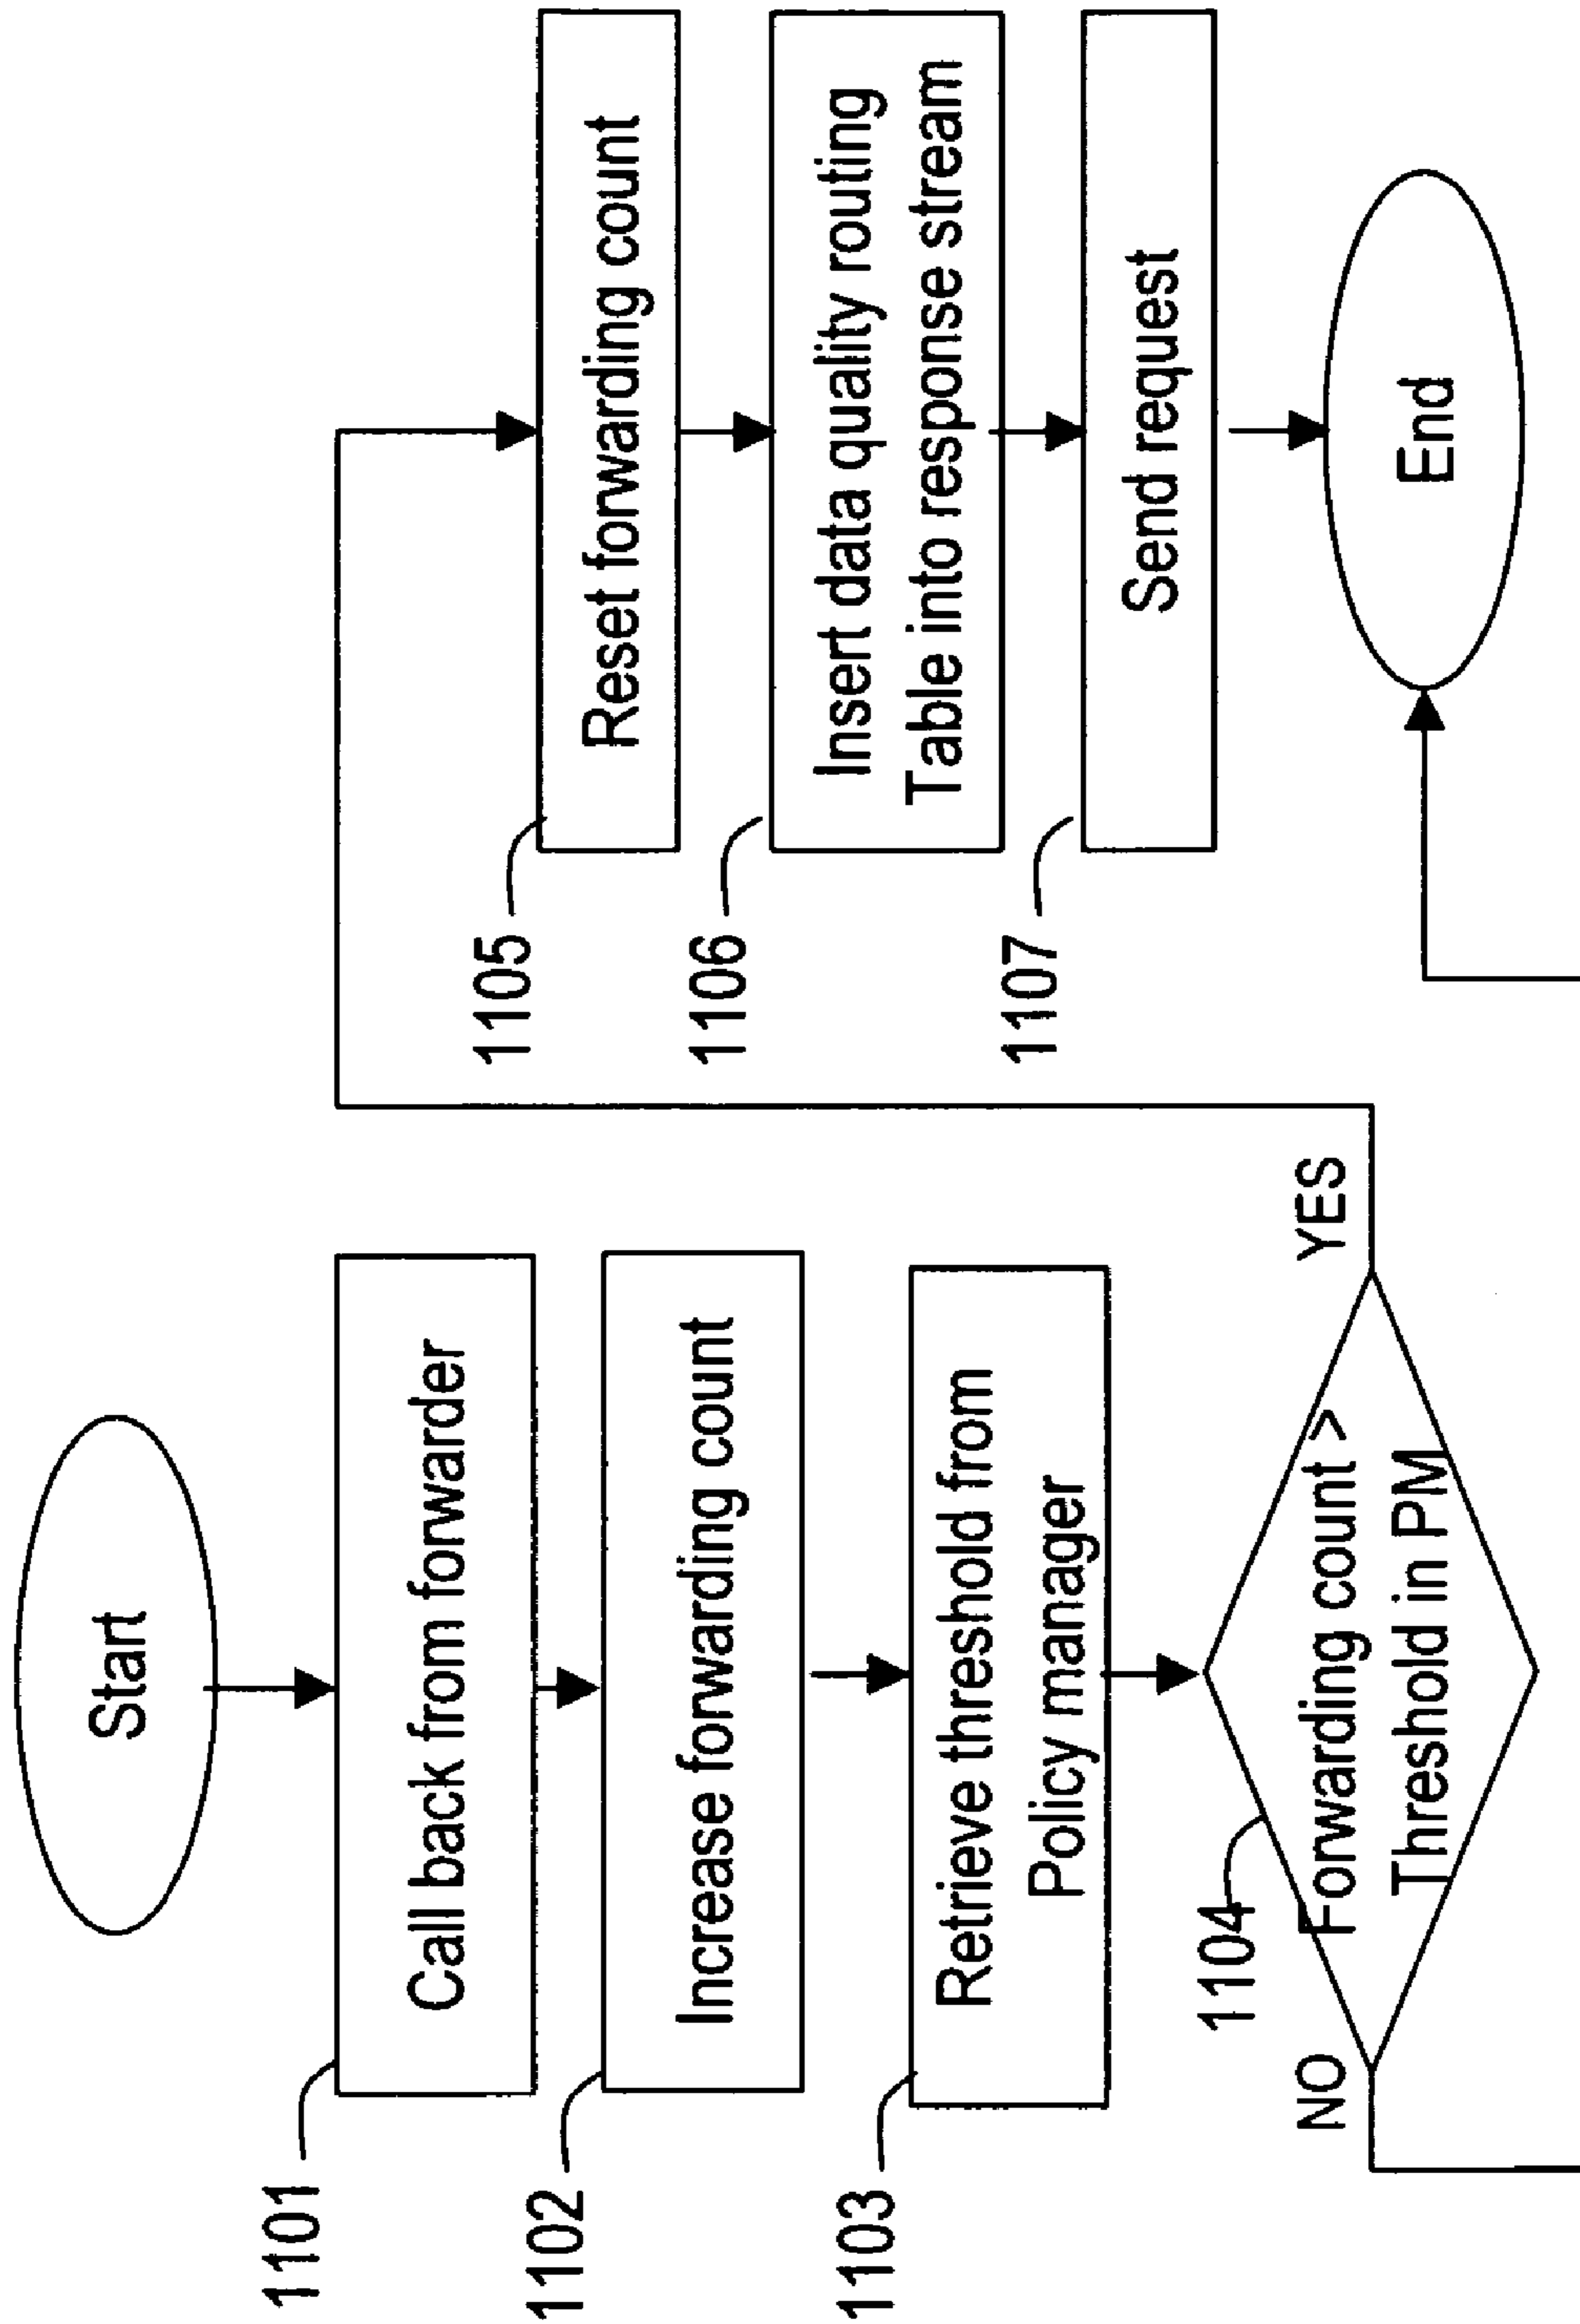 Start
1101
Call back from forwarder
1102
Increase forwarding count
1103
Retrieve threshold from
Policy manager
1104
Forwarding count >
Threshold in PM
NO
YES
1105
Reset forwarding count
1106
Insert data quality routing
Table into response stream
1107
Send request
End